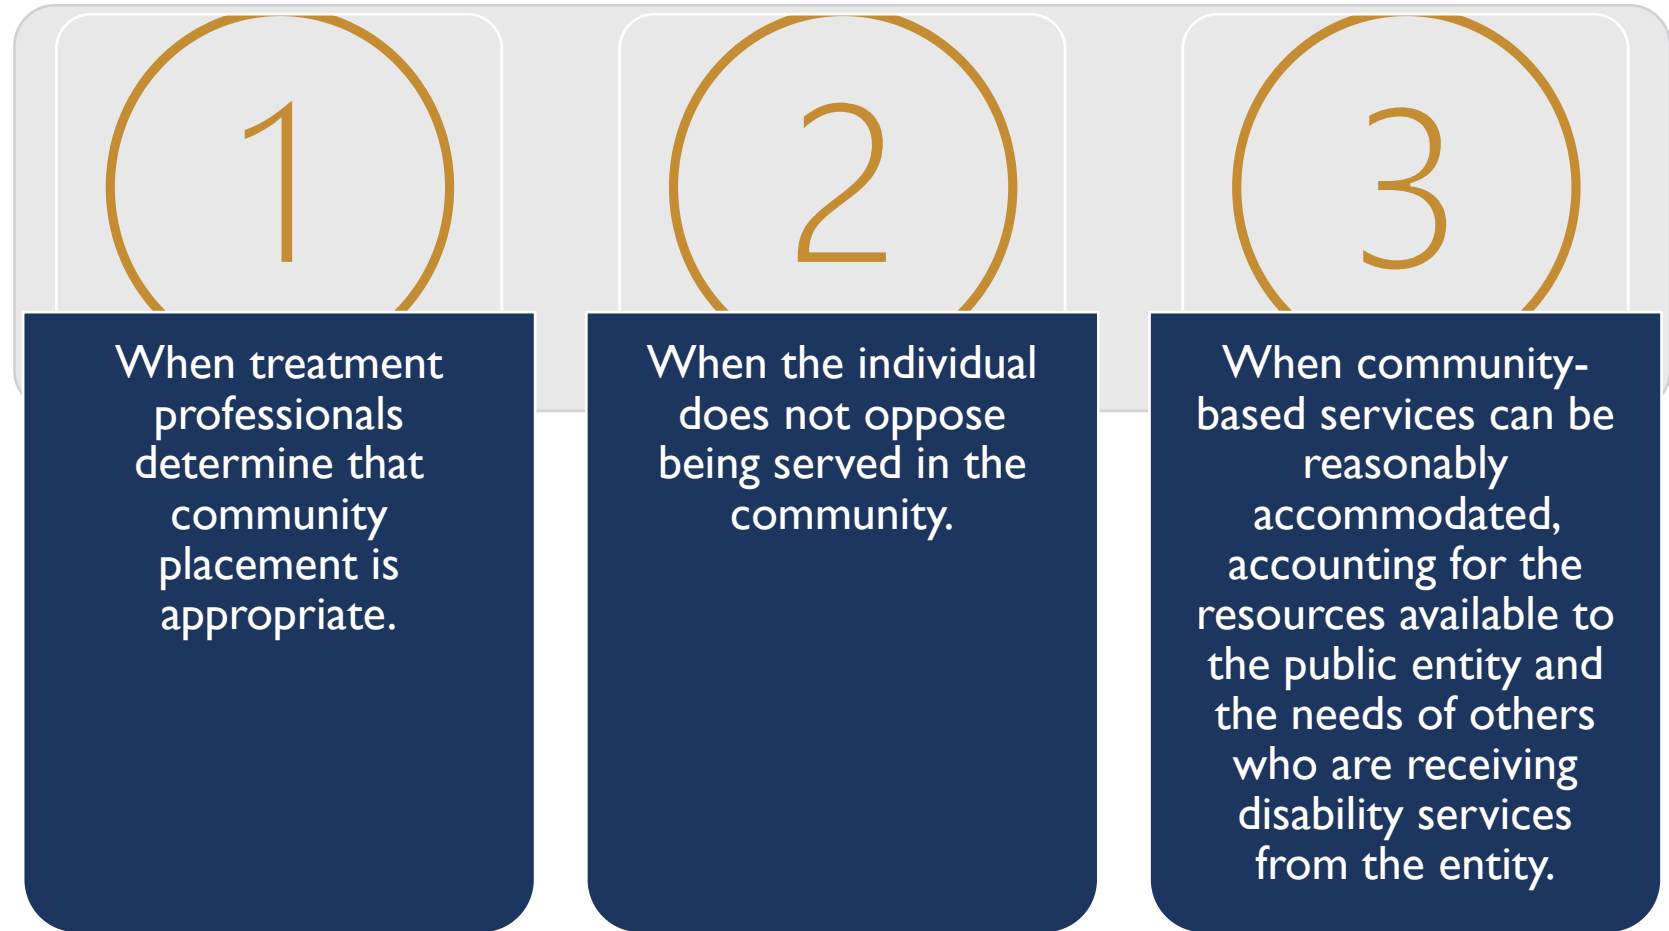 1
When treatment
professionals
determine that
community
placement is
appropriate.
2
When the individual
does not oppose
being served in the
community.
3
When community-
based services can be
reasonably
accommodated,
accounting for the
resources available to
the public entity and
the needs of others
who are receiving
disability services
from the entity.